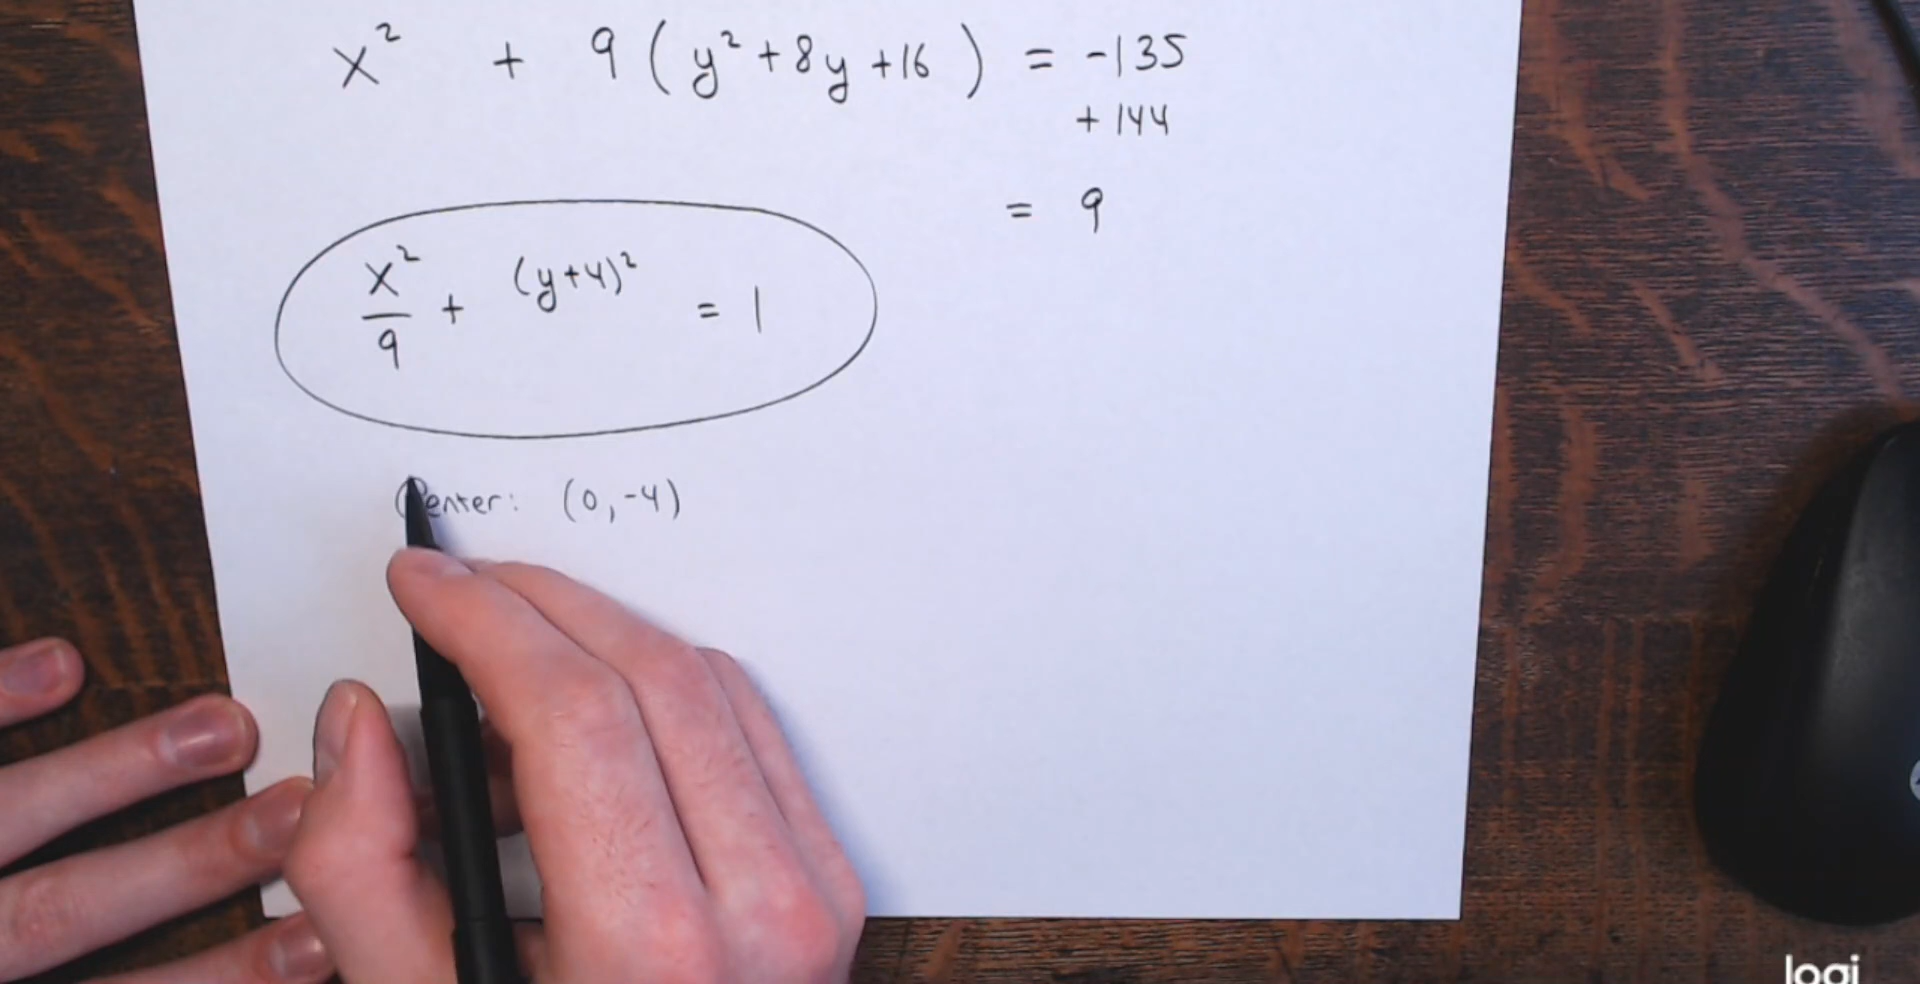 x² + 9 ( y² + 8y + 16 ) = -135
+ 144
= 9
x²/9 + (y+4)² = 1
Center: (0, -4)
logi